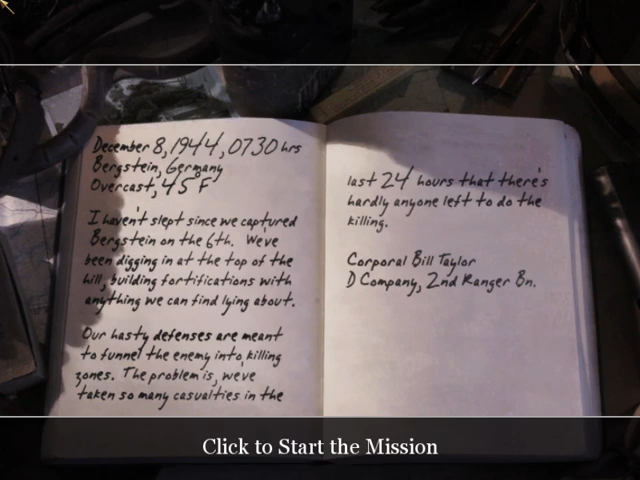 December 8, 1944, 0730 hrs
Bergstein, Germany
Overcast, 45°F
I haven't slept since we captured
Bergstein on the 6th. We've
been digging in at the top of the
hill, building fortifications with
anything we can find lying about.
Our hasty defenses are meant
to funnel the enemy into killing
zones. The problem is, we've
taken so many casualties in the
last 24 hours that there's
hardly anyone left to do the
killing.
Corporal Bill Taylor
D Company, 2nd Ranger Bn.
Click to Start the Mission